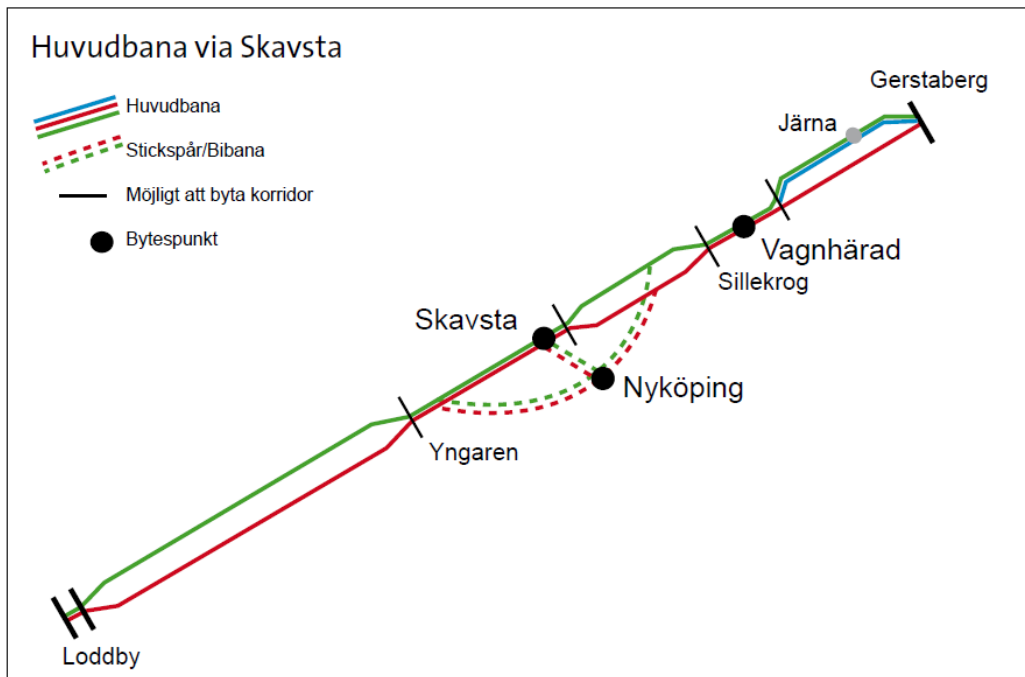 Huvudbana via Skavsta
Huvudbana
Stickspår/Bibana
Möjligt att byta korridor
Bytespunkt
Gerstaberg
Järna
Vagnhärad
Sillekrog
Skavsta
Nyköping
Yngaren
Loddby